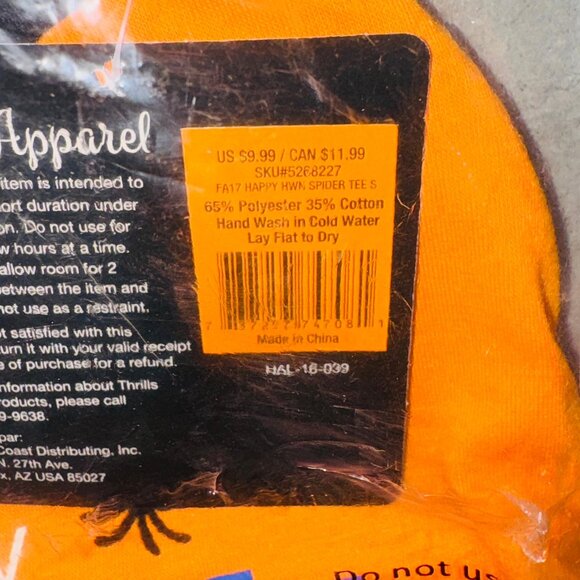 Apparel
item is intended to
ort duration under
on. Do not use for
w hours at a time.
allow room for 2
between the item and
not use as a restraint.
t satisfied with this
urn it with your valid receipt
e of purchase for a refund.
nformation about Thrills
roducts, please call
9-9638.
par:
Coast Distributing, Inc.
N. 27th Ave.
x, AZ USA 85027
US $9.99 / CAN $11.99
SKU#5268227
FA17 HAPPY HWN SPIDER TEE S
65% Polyester 35% Cotton
Hand Wash in Cold Water
Lay Flat to Dry
Made in China
HAL-16-039
Do not us